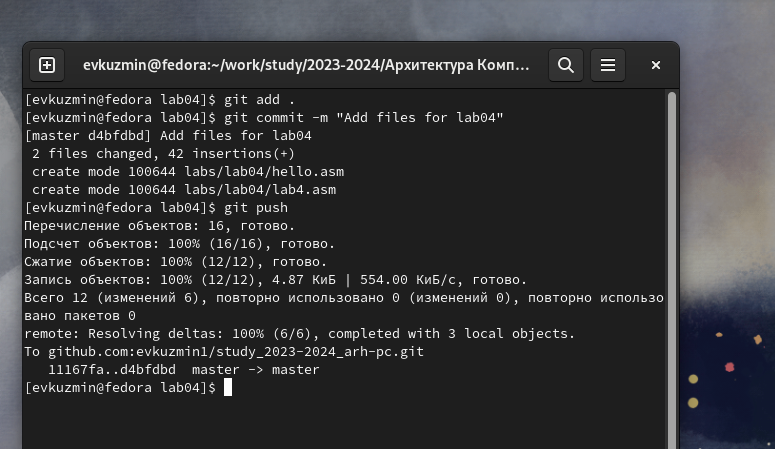 evkuzmin@fedora:~/work/study/2023-2024/Архитектура Комп...
[evkuzmin@fedora lab04]$ git add .
[evkuzmin@fedora lab04]$ git commit -m "Add files for lab04"
[master d4bfdbd] Add files for lab04
 2 files changed, 42 insertions(+)
 create mode 100644 labs/lab04/hello.asm
 create mode 100644 labs/lab04/lab4.asm
[evkuzmin@fedora lab04]$ git push
Перечисление объектов: 16, готово.
Подсчет объектов: 100% (16/16), готово.
Сжатие объектов: 100% (12/12), готово.
Запись объектов: 100% (12/12), 4.87 КиБ | 554.00 КиБ/с, готово.
Всего 12 (изменений 6), повторно использовано 0 (изменений 0), повторно использо
вано пакетов 0
remote: Resolving deltas: 100% (6/6), completed with 3 local objects.
To github.com:evkuzmin1/study_2023-2024_arh-pc.git
   11167fa..d4bfdbd  master -> master
[evkuzmin@fedora lab04]$